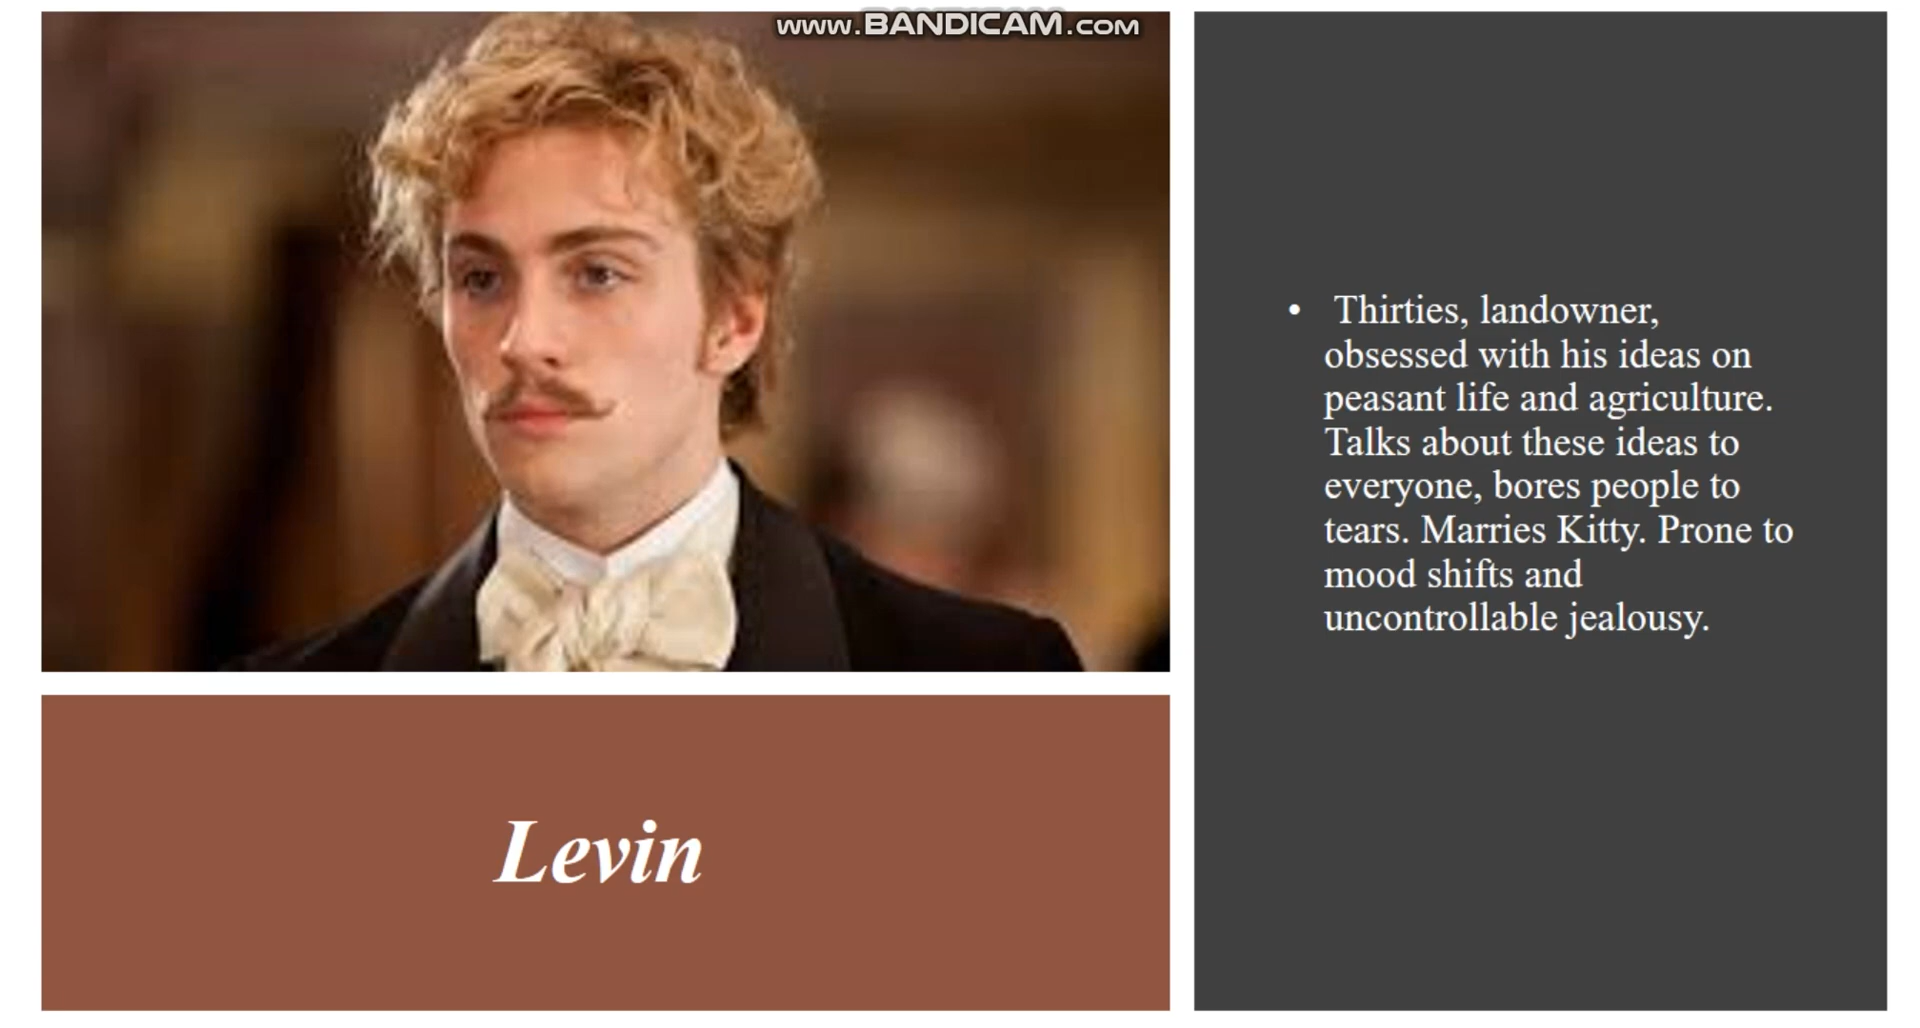 www.BANDICAM.COM
• Thirties, landowner,
obsessed with his ideas on
peasant life and agriculture.
Talks about these ideas to
everyone, bores people to
tears. Marries Kitty. Prone to
mood shifts and
uncontrollable jealousy.
Levin